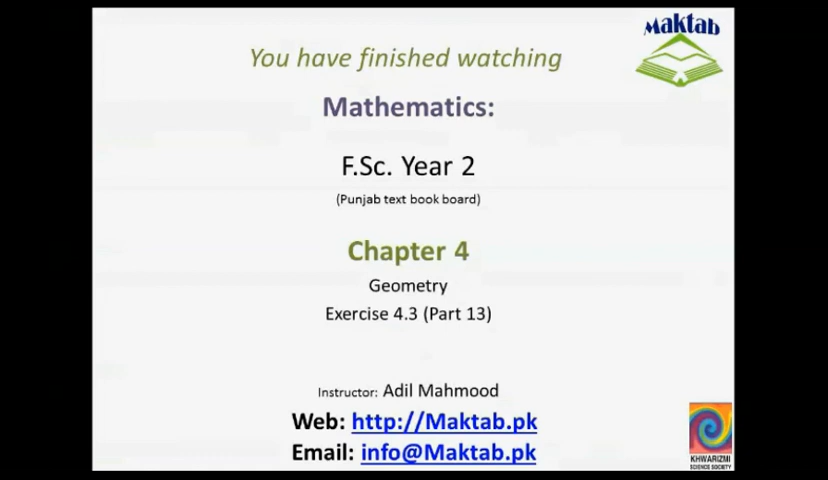 Maktab
You have finished watching
Mathematics:
F.Sc. Year 2
(Punjab text book board)
Chapter 4
Geometry
Exercise 4.3 (Part 13)
Instructor: Adil Mahmood
Web: http://Maktab.pk
Email: info@Maktab.pk
KHWARIZMI
SCIENCE SOCIETY